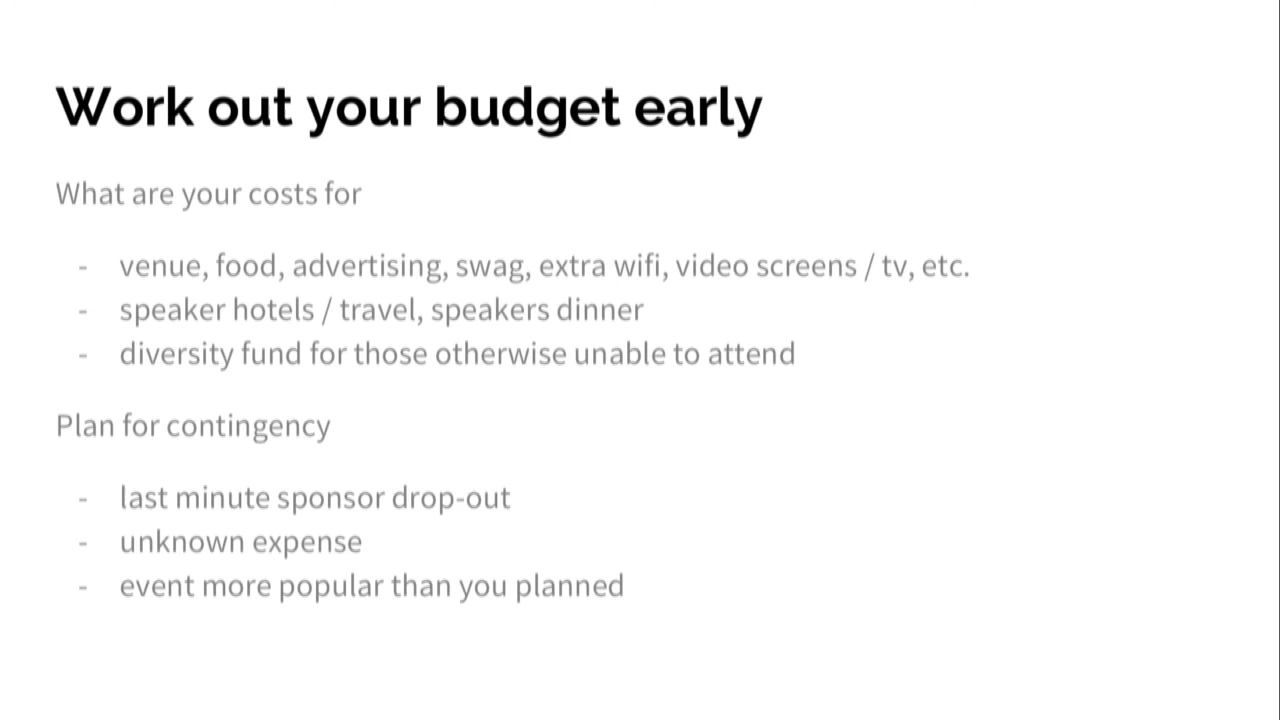 Work out your budget early
What are your costs for
- venue, food, advertising, swag, extra wifi, video screens / tv, etc.
- speaker hotels / travel, speakers dinner
- diversity fund for those otherwise unable to attend
Plan for contingency
- last minute sponsor drop-out
- unknown expense
- event more popular than you planned